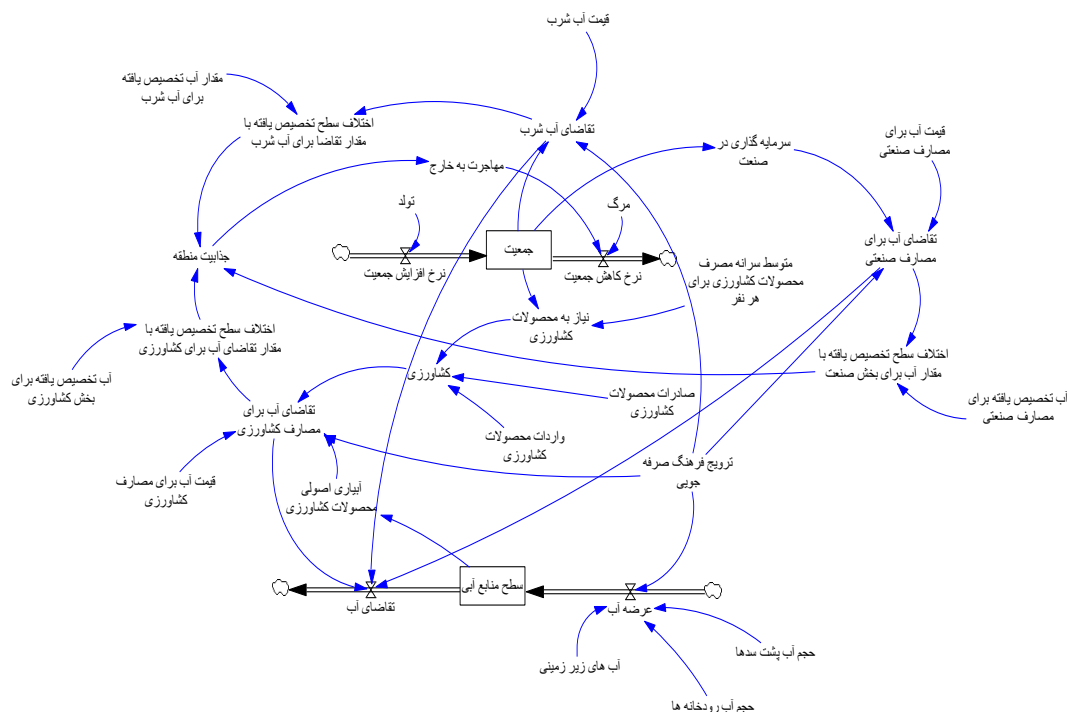 قیمت آب شرب
مقدار آب تخصیص یافته
برای آب شرب
اختلاف سطح تخصیص یافته با
مقدار تقاضا برای آب شرب
تقاضای آب شرب
قیمت آب برای
مصارف صنعتی
سرمایه گذاری در
صنعت
مهاجرت به خارج
تولد
مرگ
جمعیت
جذابیت منطقه
نرخ افزایش جمعیت
نرخ کاهش جمعیت
تقاضای آب برای
مصارف صنعتی
متوسط سرانه مصرف
محصولات کشاورزی برای
هر نفر
نیاز به محصولات
کشاورزی
اختلاف سطح تخصیص یافته با
مقدار تقاضای آب برای کشاورزی
اختلاف سطح تخصیص یافته با
مقدار آب برای بخش صنعت
آب تخصیص یافته برای
بخش کشاورزی
کشاورزی
صادرات محصولات
کشاورزی
آب تخصیص یافته برای
مصارف صنعتی
تقاضای آب برای
مصارف کشاورزی
واردات محصولات
کشاورزی
ترویج فرهنگ صرفه
جویی
قیمت آب برای مصارف
کشاورزی
آبیاری اصولی
محصولات کشاورزی
سطح منابع آبی
تقاضای آب
عرضه آب
آب های زیر زمینی
حجم آب پشت سدها
حجم آب رودخانه ها